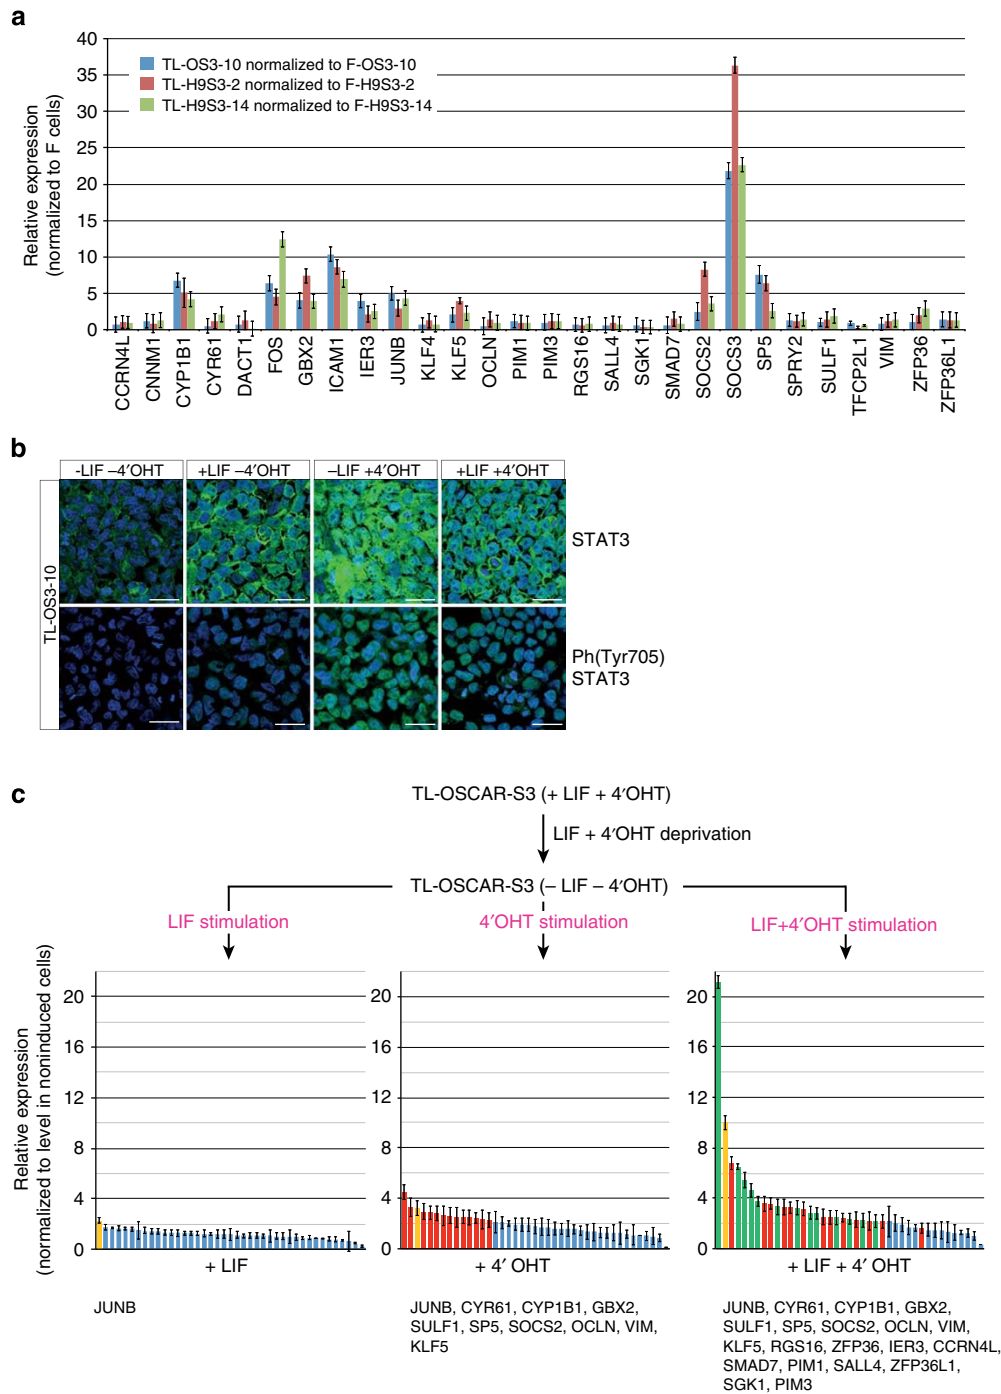 a
40
35
30
25
20
15
10
5
0
Relative expression
(normalized to F cells)
TL-OS3-10 normalized to F-OS3-10
TL-H9S3-2 normalized to F-H9S3-2
TL-H9S3-14 normalized to F-H9S3-14
CCRN4L
CNNM1
CYP1B1
CYR61
DACT1
FOS
GBX2
ICAM1
IER3
JUNB
KLF4
KLF5
OCLN
PIM1
PIM3
RGS16
SALL4
SGK1
SMAD7
SOCS2
SOCS3
SP5
SPRY2
SULF1
TFCP2L1
VIM
ZFP36
ZFP36L1
b
-LIF –4′OHT
+LIF –4′OHT
–LIF +4′OHT
+LIF +4′OHT
TL-OS3-10
STAT3
Ph(Tyr705)
STAT3
c
TL-OSCAR-S3 (+ LIF + 4′OHT)
LIF + 4′OHT deprivation
TL-OSCAR-S3 (– LIF – 4′OHT)
LIF stimulation
4′OHT stimulation
LIF+4′OHT stimulation
Relative expression
(normalized to level in noninduced cells)
20
16
12
8
4
0
20
16
12
8
4
0
20
16
12
8
4
0
+ LIF
+ 4′ OHT
+ LIF + 4′ OHT
JUNB
JUNB, CYR61, CYP1B1, GBX2,
SULF1, SP5, SOCS2, OCLN, VIM,
KLF5
JUNB, CYR61, CYP1B1, GBX2,
SULF1, SP5, SOCS2, OCLN, VIM,
KLF5, RGS16, ZFP36, IER3, CCRN4L,
SMAD7, PIM1, SALL4, ZFP36L1,
SGK1, PIM3